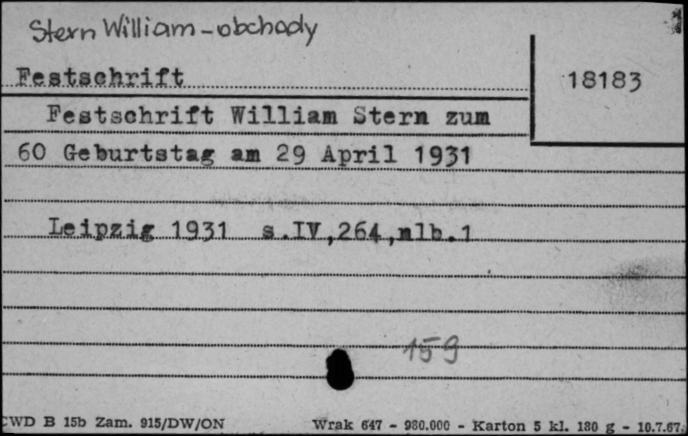 Stern William-obchody
Festschrift
18183
Festschrift William Stern zum
60 Geburtstag am 29 April 1931
Leipzig 1931 s.IV,264,nlb.1
159
CWD B 15b Zam. 915/DW/ON Wrak 647 - 980.000 - Karton 5 kl. 180 g - 10.7.67.